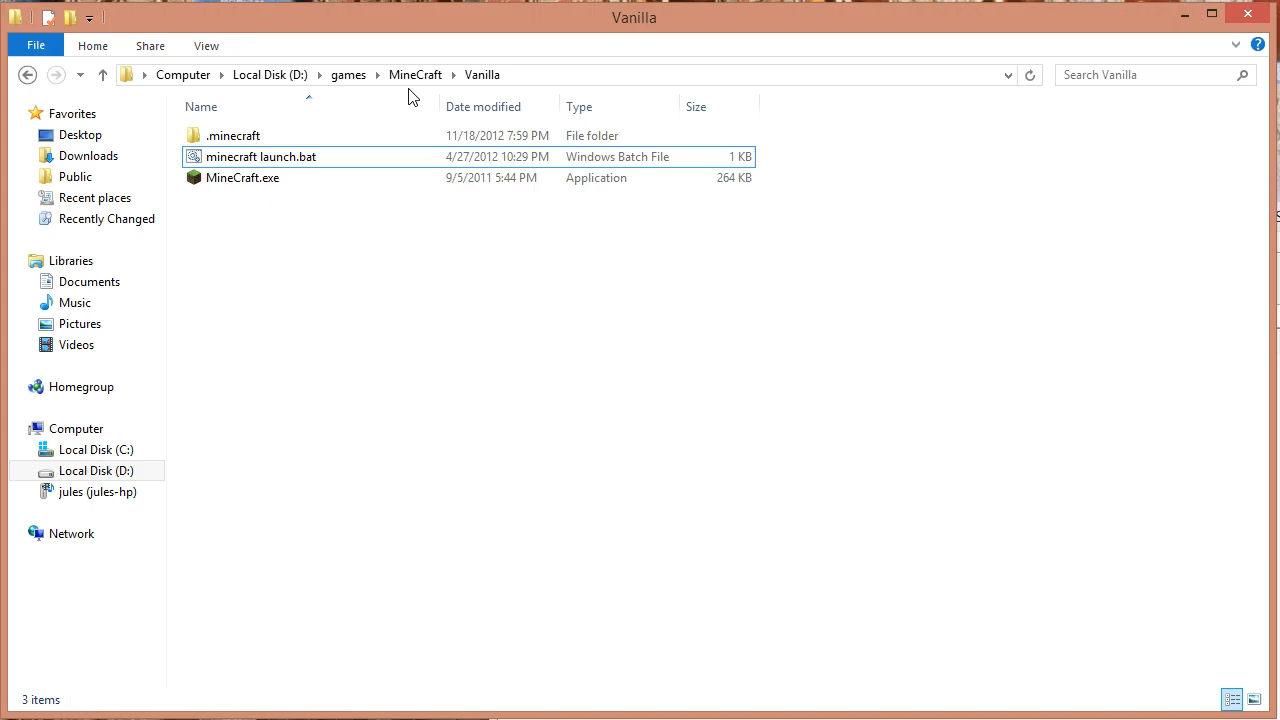 Vanilla
File Home Share View
Computer Local Disk (D:) games MineCraft Vanilla Search Vanilla
Name Date modified Type Size
.minecraft 11/18/2012 7:59 PM File folder
minecraft launch.bat 4/27/2012 10:29 PM Windows Batch File 1 KB
MineCraft.exe 9/5/2011 5:44 PM Application 264 KB
Favorites
Desktop
Downloads
Public
Recent places
Recently Changed
Libraries
Documents
Music
Pictures
Videos
Homegroup
Computer
Local Disk (C:)
Local Disk (D:)
jules (jules-hp)
Network
3 items